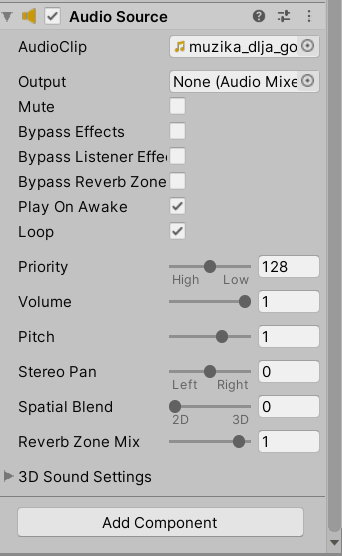 Audio Source
AudioClip
muzika_dlja_go
Output
None (Audio Mixe
Mute
Bypass Effects
Bypass Listener Effe
Bypass Reverb Zone
Play On Awake
Loop
Priority
128
High
Low
Volume
1
Pitch
1
Stereo Pan
0
Left
Right
Spatial Blend
0
2D
3D
Reverb Zone Mix
1
3D Sound Settings
Add Component